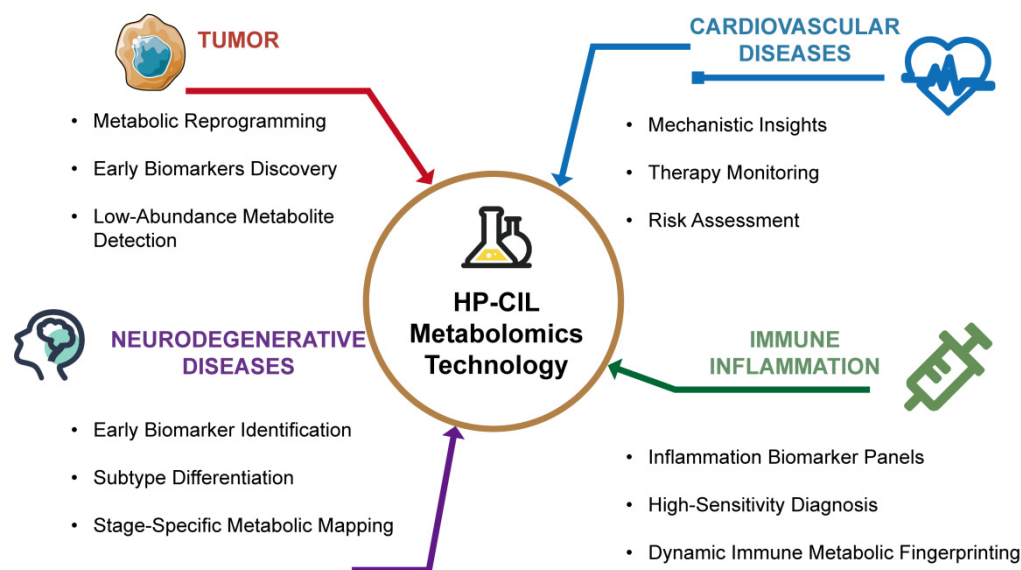 TUMOR
• Metabolic Reprogramming
• Early Biomarkers Discovery
• Low-Abundance Metabolite
Detection
CARDIOVASCULAR
DISEASES
• Mechanistic Insights
• Therapy Monitoring
• Risk Assessment
HP-CIL
Metabolomics
Technology
NEURODEGENERATIVE
DISEASES
• Early Biomarker Identification
• Subtype Differentiation
• Stage-Specific Metabolic Mapping
IMMUNE
INFLAMMATION
• Inflammation Biomarker Panels
• High-Sensitivity Diagnosis
• Dynamic Immune Metabolic Fingerprinting